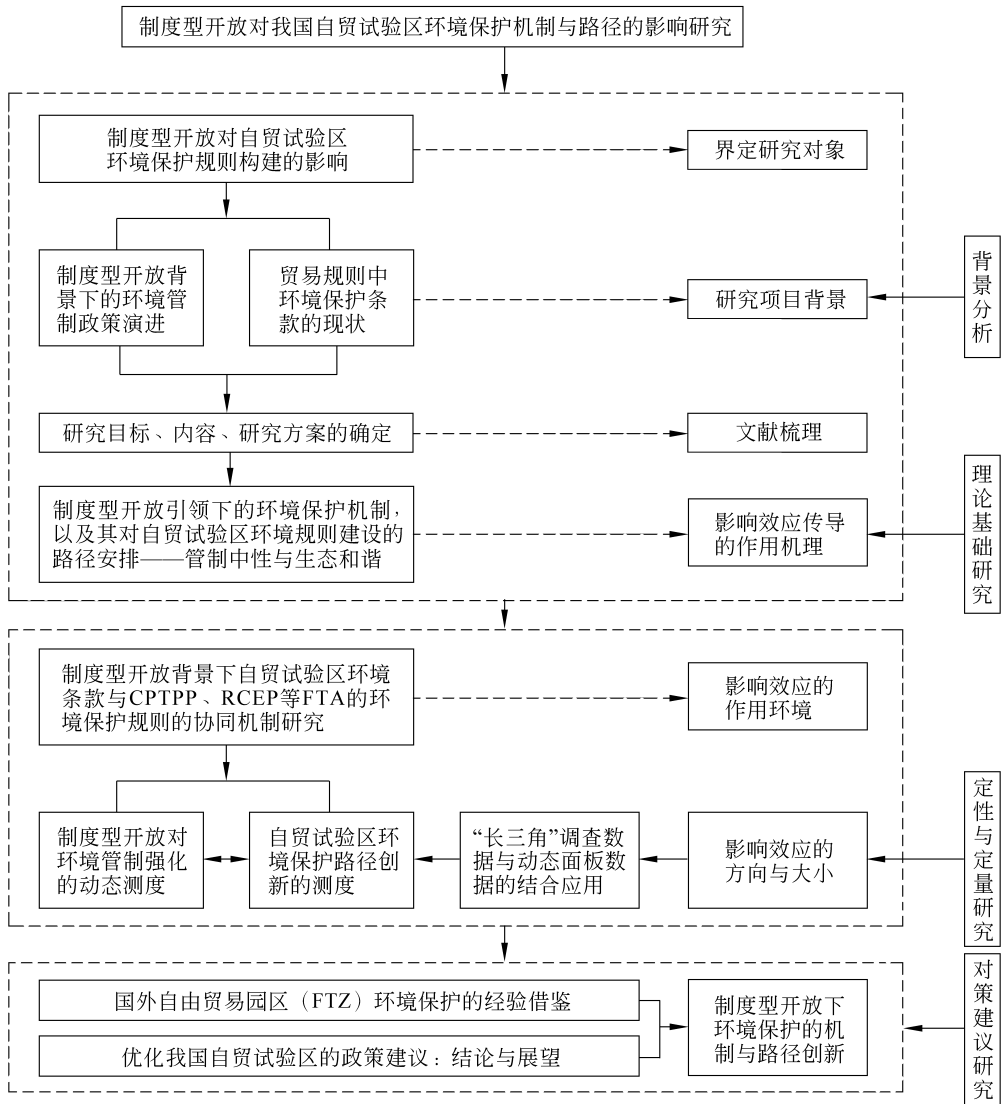 制度型开放对我国自贸试验区环境保护机制与路径的影响研究
制度型开放对自贸试验区
环境保护规则构建的影响
界定研究对象
制度型开放背
景下的环境管
制政策演进
贸易规则中
环境保护条
款的现状
研究项目背景
背景分析
研究目标、内容、研究方案的确定
文献梳理
制度型开放引领下的环境保护机制，
以及其对自贸试验区环境规则建设的
路径安排——管制中性与生态和谐
影响效应传导
的作用机理
理论基础研究
制度型开放背景下自贸试验区环境
条款与CPTPP、RCEP等FTA的环
境保护规则的协同机制研究
影响效应的
作用环境
制度型开放对
环境管制强化
的动态测度
自贸试验区环
境保护路径创
新的测度
“长三角”调查数
据与动态面板数
据的结合应用
影响效应的
方向与大小
定性与定量研究
国外自由贸易园区（FTZ）环境保护的经验借鉴
优化我国自贸试验区的政策建议：结论与展望
制度型开放下
环境保护的机
制与路径创新
对策建议研究